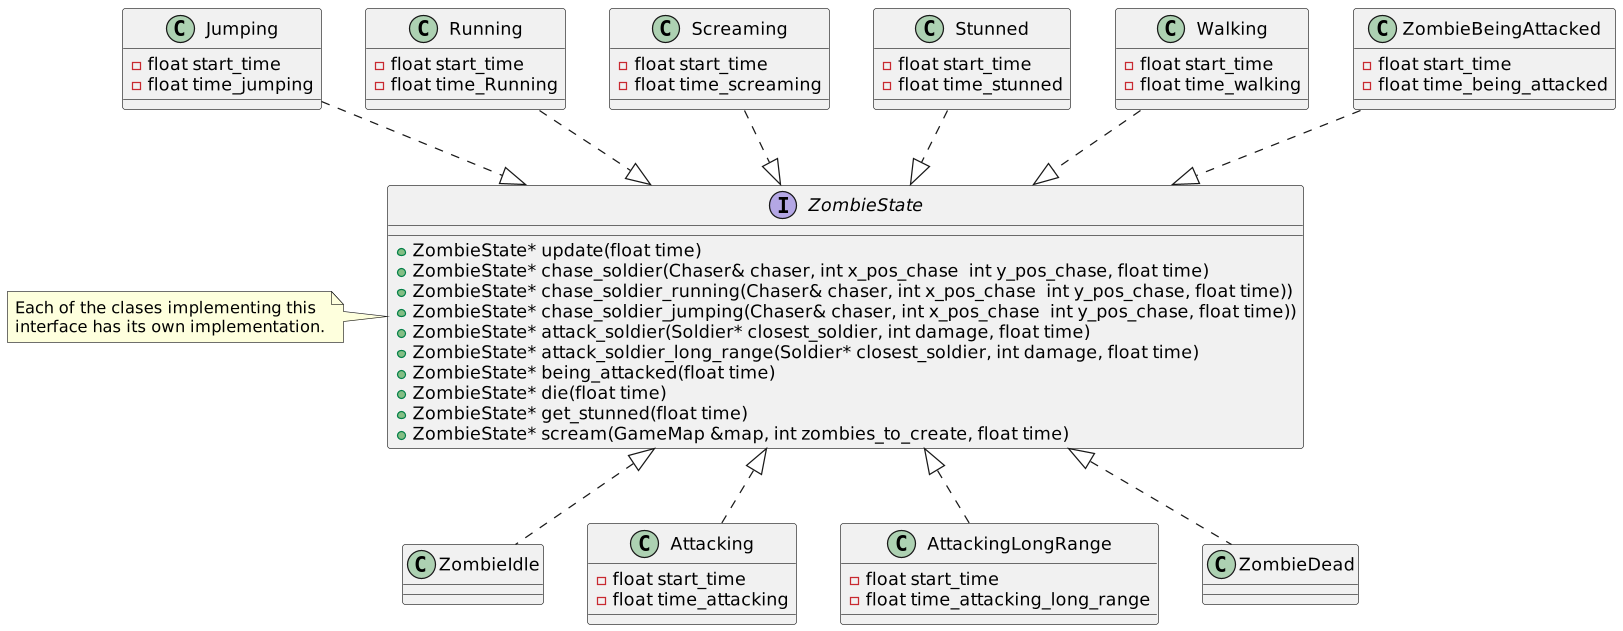 C Jumping
float start_time
float time_jumping
C Running
float start_time
float time_Running
C Screaming
float start_time
float time_screaming
C Stunned
float start_time
float time_stunned
C Walking
float start_time
float time_walking
C ZombieBeingAttacked
float start_time
float time_being_attacked
I ZombieState
ZombieState* update(float time)
ZombieState* chase_soldier(Chaser& chaser, int x_pos_chase  int y_pos_chase, float time)
ZombieState* chase_soldier_running(Chaser& chaser, int x_pos_chase  int y_pos_chase, float time))
ZombieState* chase_soldier_jumping(Chaser& chaser, int x_pos_chase  int y_pos_chase, float time))
ZombieState* attack_soldier(Soldier* closest_soldier, int damage, float time)
ZombieState* attack_soldier_long_range(Soldier* closest_soldier, int damage, float time)
ZombieState* being_attacked(float time)
ZombieState* die(float time)
ZombieState* get_stunned(float time)
ZombieState* scream(GameMap &map, int zombies_to_create, float time)
Each of the clases implementing this
interface has its own implementation.
C ZombieIdle
C Attacking
float start_time
float time_attacking
C AttackingLongRange
float start_time
float time_attacking_long_range
C ZombieDead